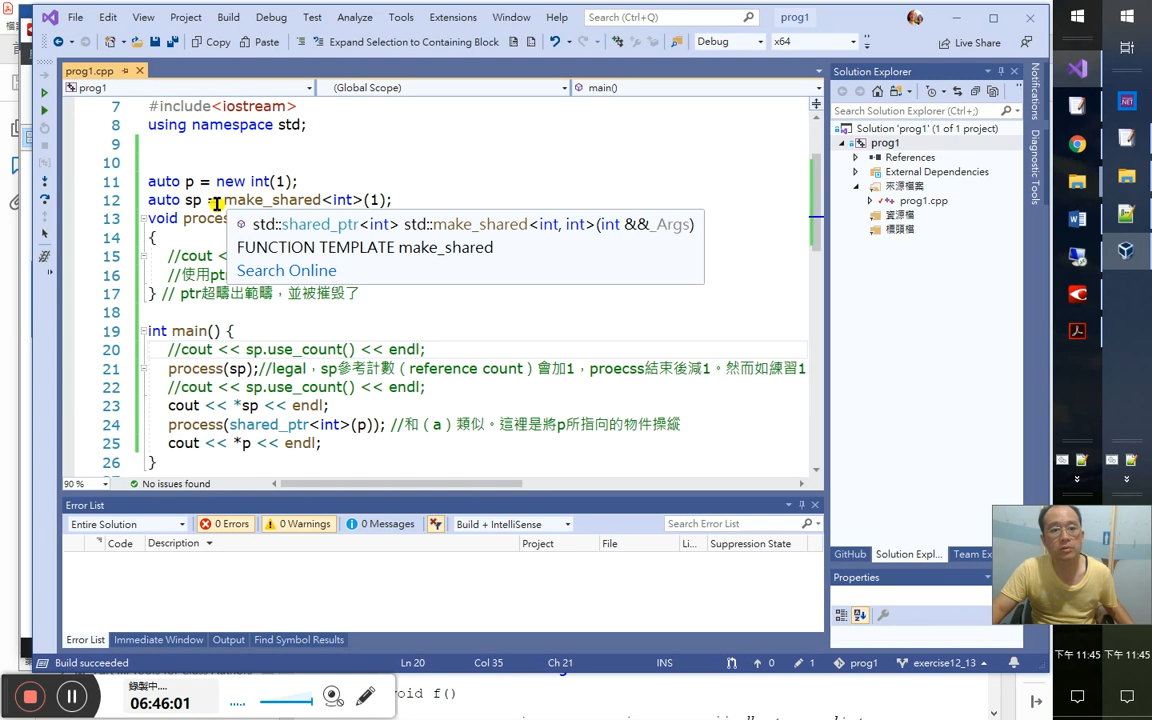 File Edit View Project Build Debug Test Analyze Tools Extensions Window Help Search (Ctrl+Q) prog1
Copy Paste Expand Selection to Containing Block Debug x64 Live Share
prog1.cpp
prog1 (Global Scope) main()
7 #include<iostream>
8 using namespace std;
9
10
11 auto p = new int(1);
12 auto sp = make_shared<int>(1);
13 void proces
std::shared_ptr<int> std::make_shared<int, int>(int &&_Args)
14 {
FUNCTION TEMPLATE make_shared
15 //cout <
Search Online
16 //使用pt
17 } // ptr超疇出範疇，並被摧毀了
18
19 int main() {
20 //cout << sp.use_count() << endl;
21 process(sp);//legal，sp參考計數（reference count）會加1，proecss結束後減1。然而如練習1
22 //cout << sp.use_count() << endl;
23 cout << *sp << endl;
24 process(shared_ptr<int>(p)); //和（a）類似。這裡是將p所指向的物件操縱
25 cout << *p << endl;
26 }
90 % No issues found
Error List
Entire Solution 0 Errors 0 Warnings 0 Messages Build + IntelliSense Search Error List
Code Description Project File Li... Suppression State
Error List Immediate Window Output Find Symbol Results
Build succeeded Ln 20 Col 35 Ch 21 INS 0 1 prog1 exercise12_13
Solution Explorer
Search Solution Explorer (Ctrl+;)
Solution 'prog1' (1 of 1 project)
prog1
References
External Dependencies
來源檔案
prog1.cpp
資源檔
標頭檔
GitHub Solution Expl... Team Ex
Properties
Notifications
Diagnostic Tools
下午 11:45 下午 11:45
錄製中....
06:46:01
void f()